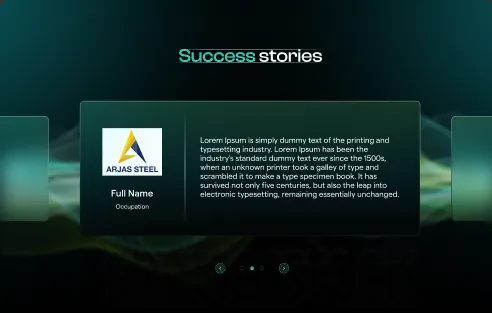 Success stories
ARJAS STEEL
Full Name
Occupation
Lorem Ipsum is simply dummy text of the printing and
typesetting industry. Lorem Ipsum has been the
industry's standard dummy text ever since the 1500s,
when an unknown printer took a galley of type and
scrambled it to make a type specimen book. It has
survived not only five centuries, but also the leap into
electronic typesetting, remaining essentially unchanged.